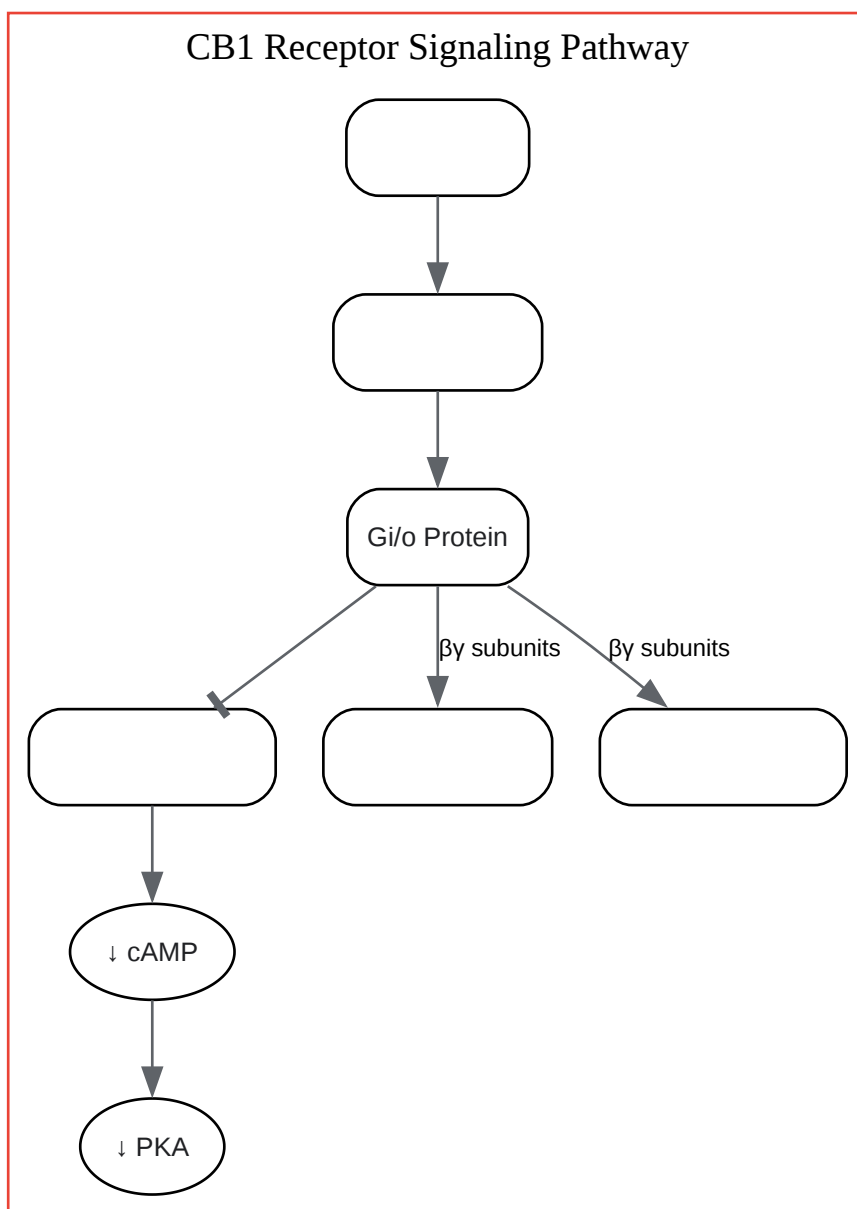 CB1 Receptor Signaling Pathway
Gi/o Protein
βγ subunits
βγ subunits
↓ cAMP
↓ PKA